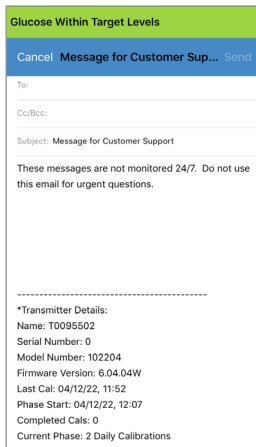 Glucose Within Target Levels
Cancel Message for Customer Sup... Send
To:
Cc/Bcc:
Subject: Message for Customer Support
These messages are not monitored 24/7. Do not use
this email for urgent questions.
-------------------------------------------
*Transmitter Details:
Name: T0095502
Serial Number: 0
Model Number: 102204
Firmware Version: 6.04.04W
Last Cal: 04/12/22, 11:52
Phase Start: 04/12/22, 12:07
Completed Cals: 0
Current Phase: 2 Daily Calibrations